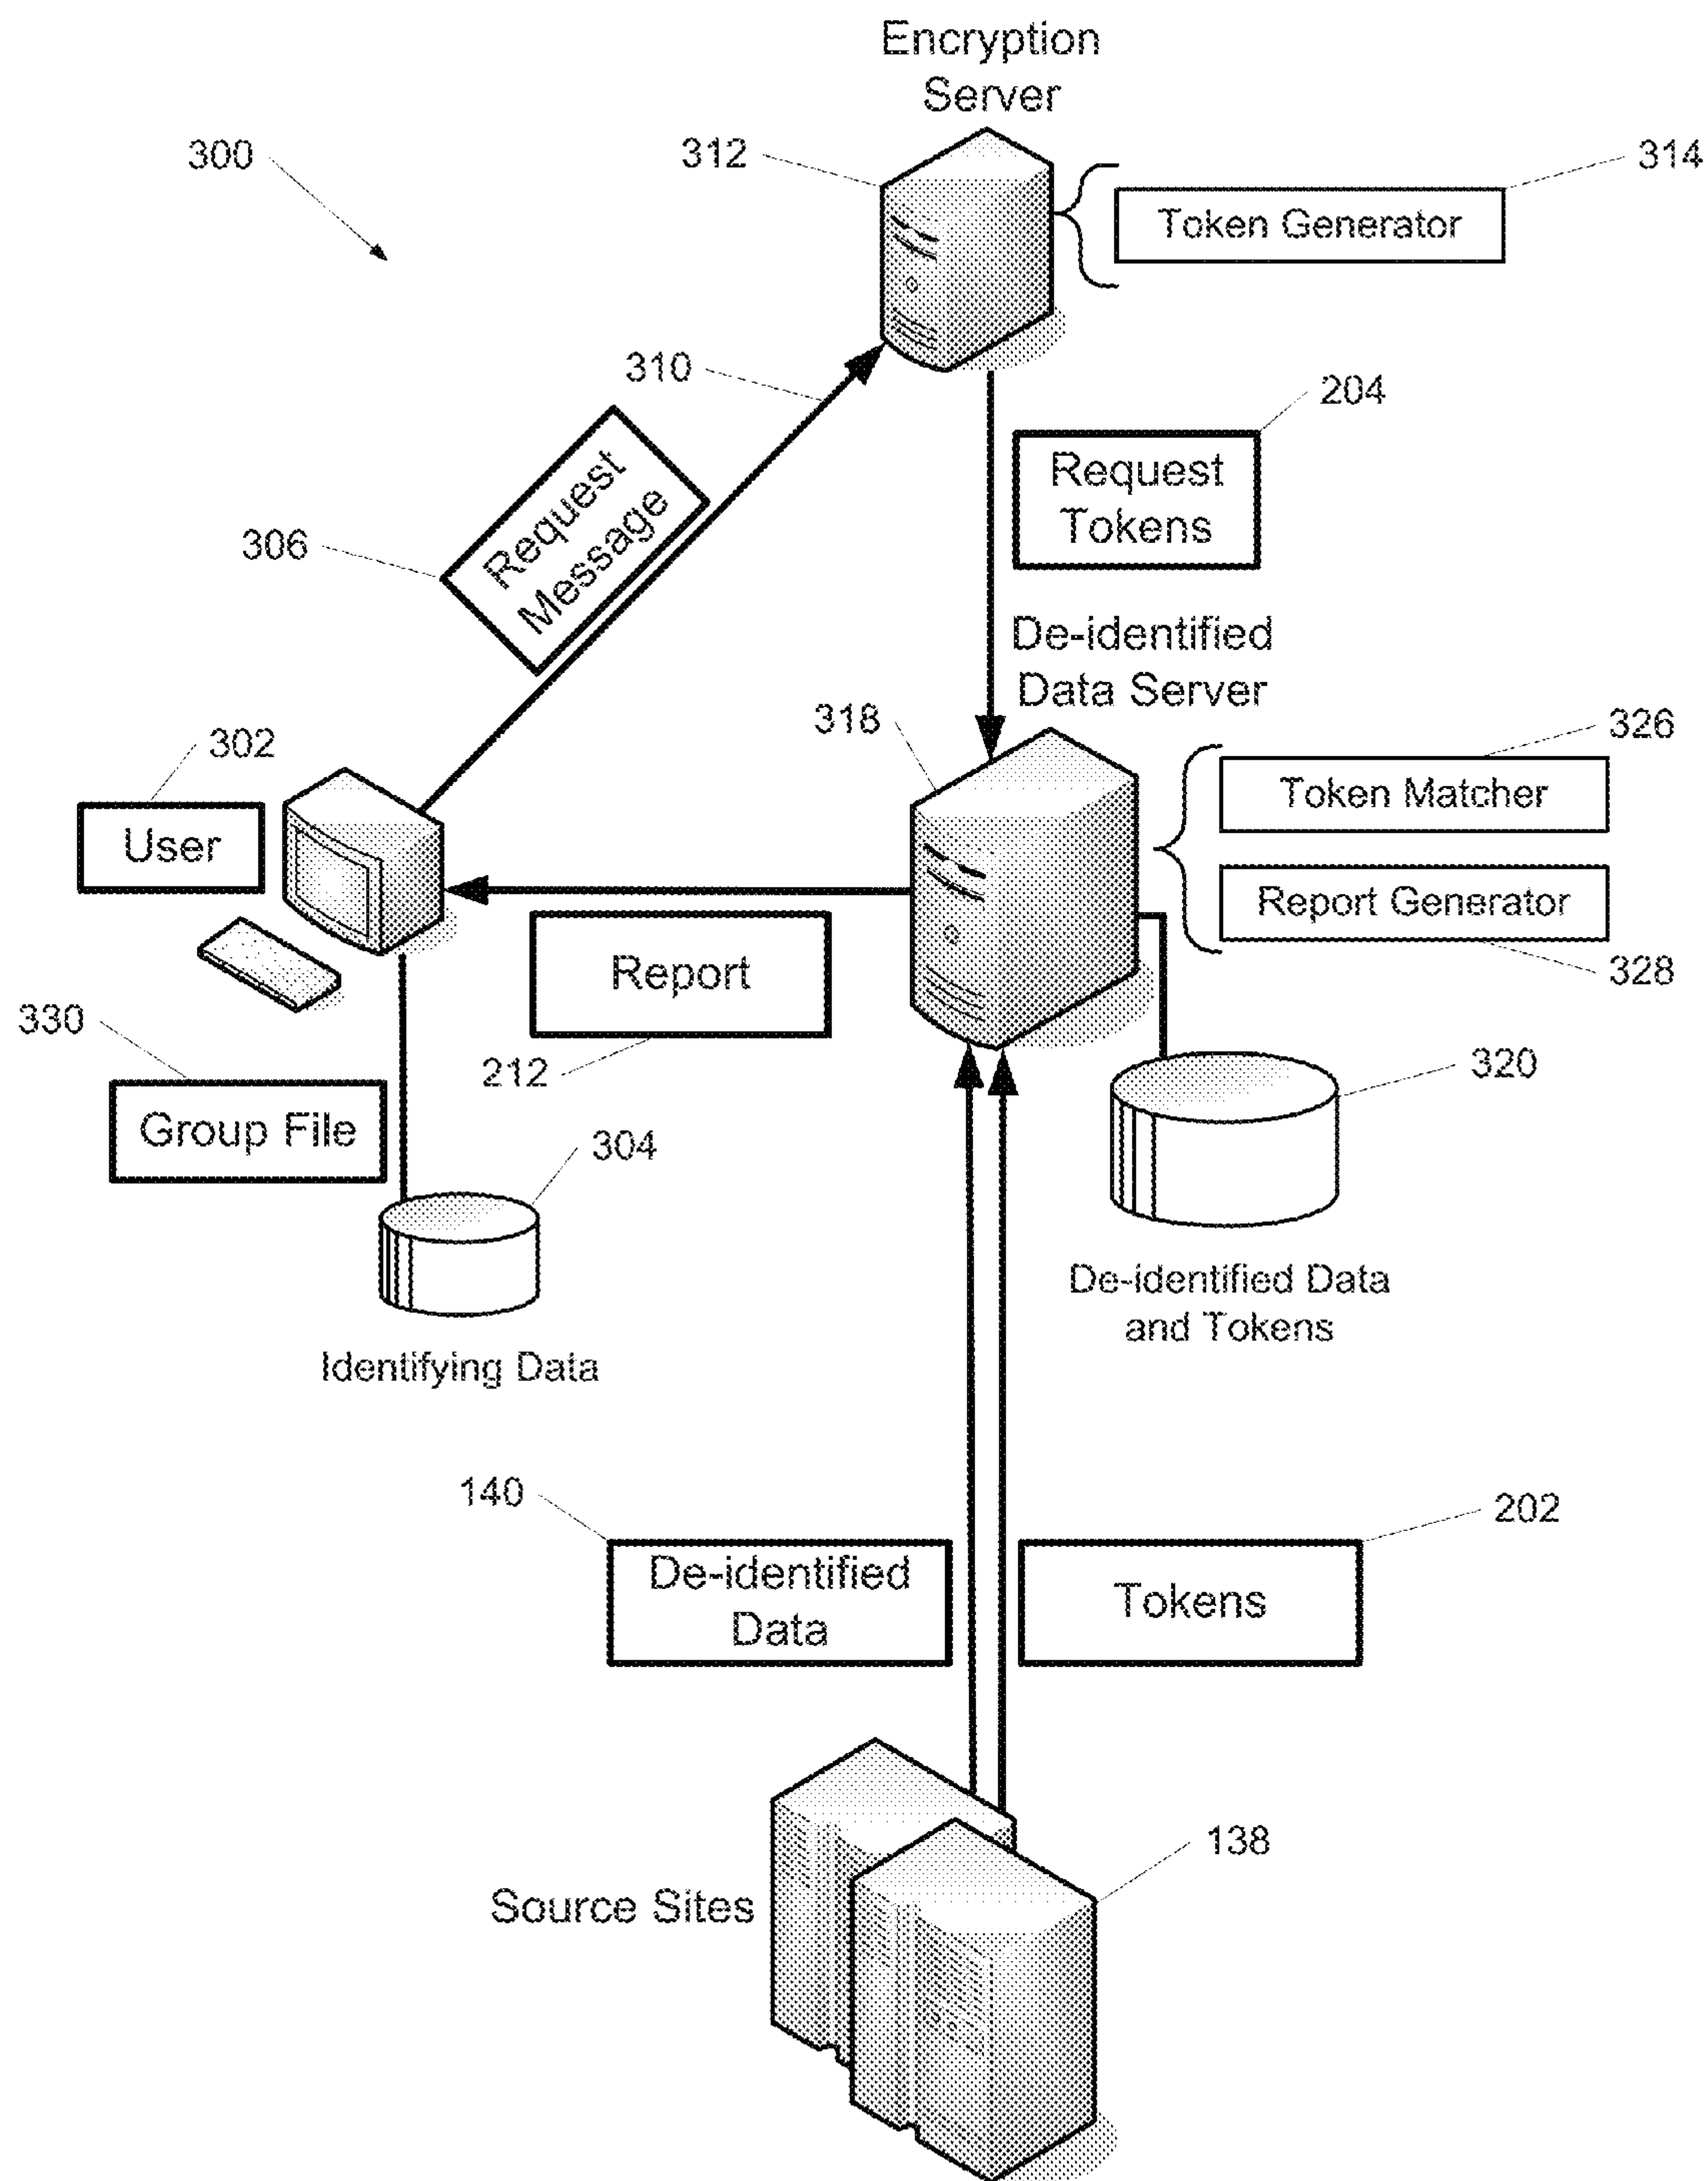 Encryption
Server
300
312
314
Token Generator
310
204
Request
Tokens
306
Request
Message
De-identified
Data Server
318
326
302
Token Matcher
User
Report Generator
Report
328
330
212
320
Group File
304
De-identified Data
and Tokens
Identifying Data
140
202
De-identified
Data
Tokens
138
Source Sites